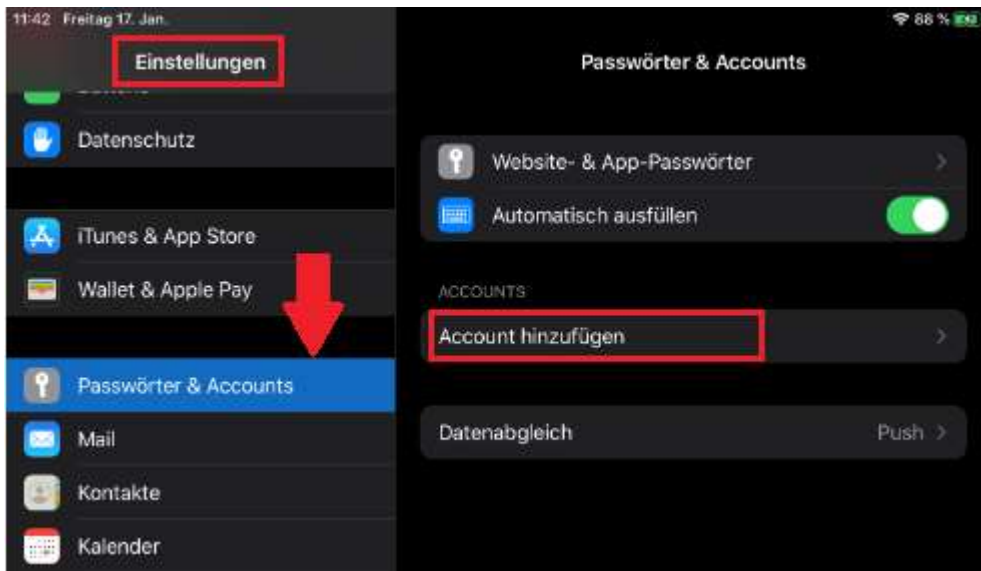 11:42 Freitag 17. Jan.
88 %
Einstellungen
Datenschutz
iTunes & App Store
Wallet & Apple Pay
Passwörter & Accounts
Mail
Kontakte
Kalender
Passwörter & Accounts
Website- & App-Passwörter
Automatisch ausfüllen
ACCOUNTS
Account hinzufügen
Datenabgleich
Push